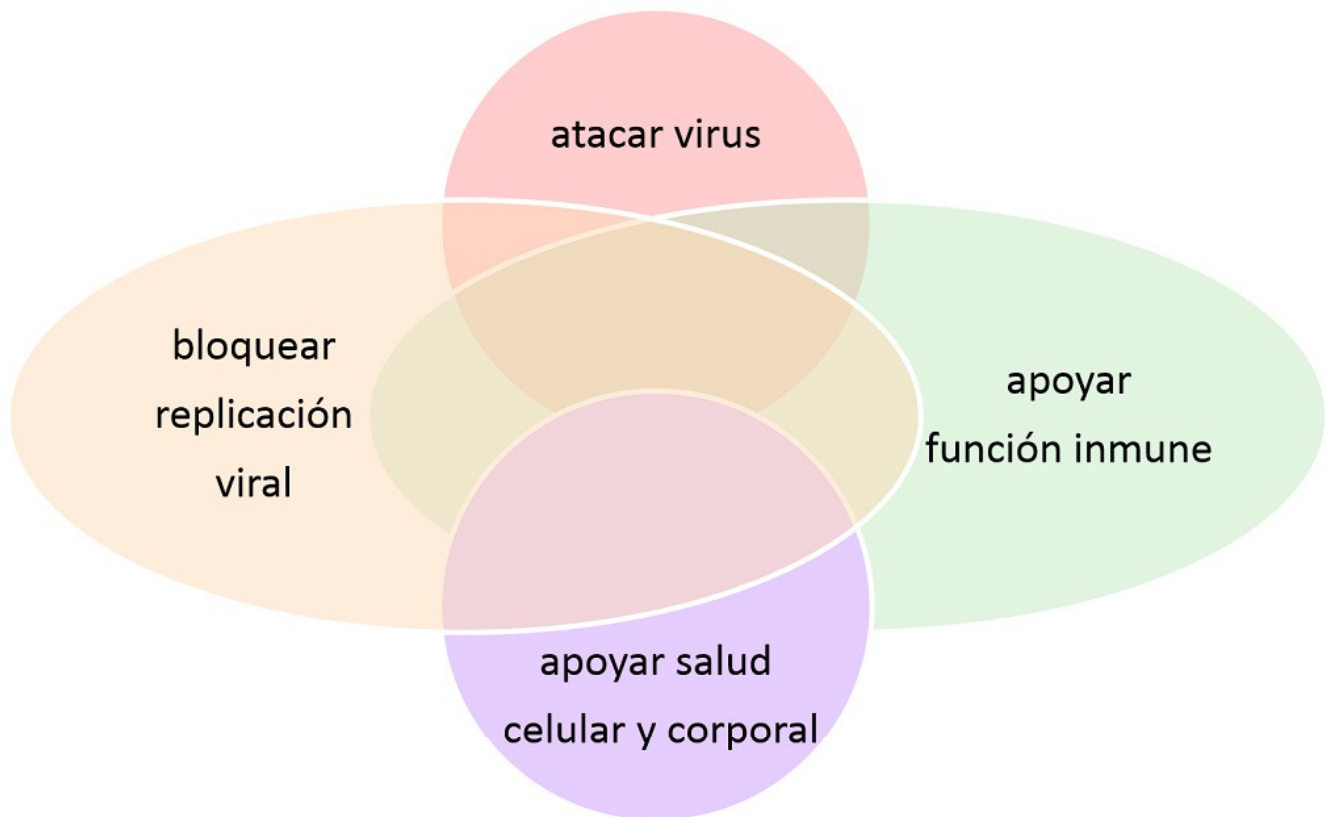 atacar virus
bloquear
replicación
viral
apoyar
función inmune
apoyar salud
celular y corporal